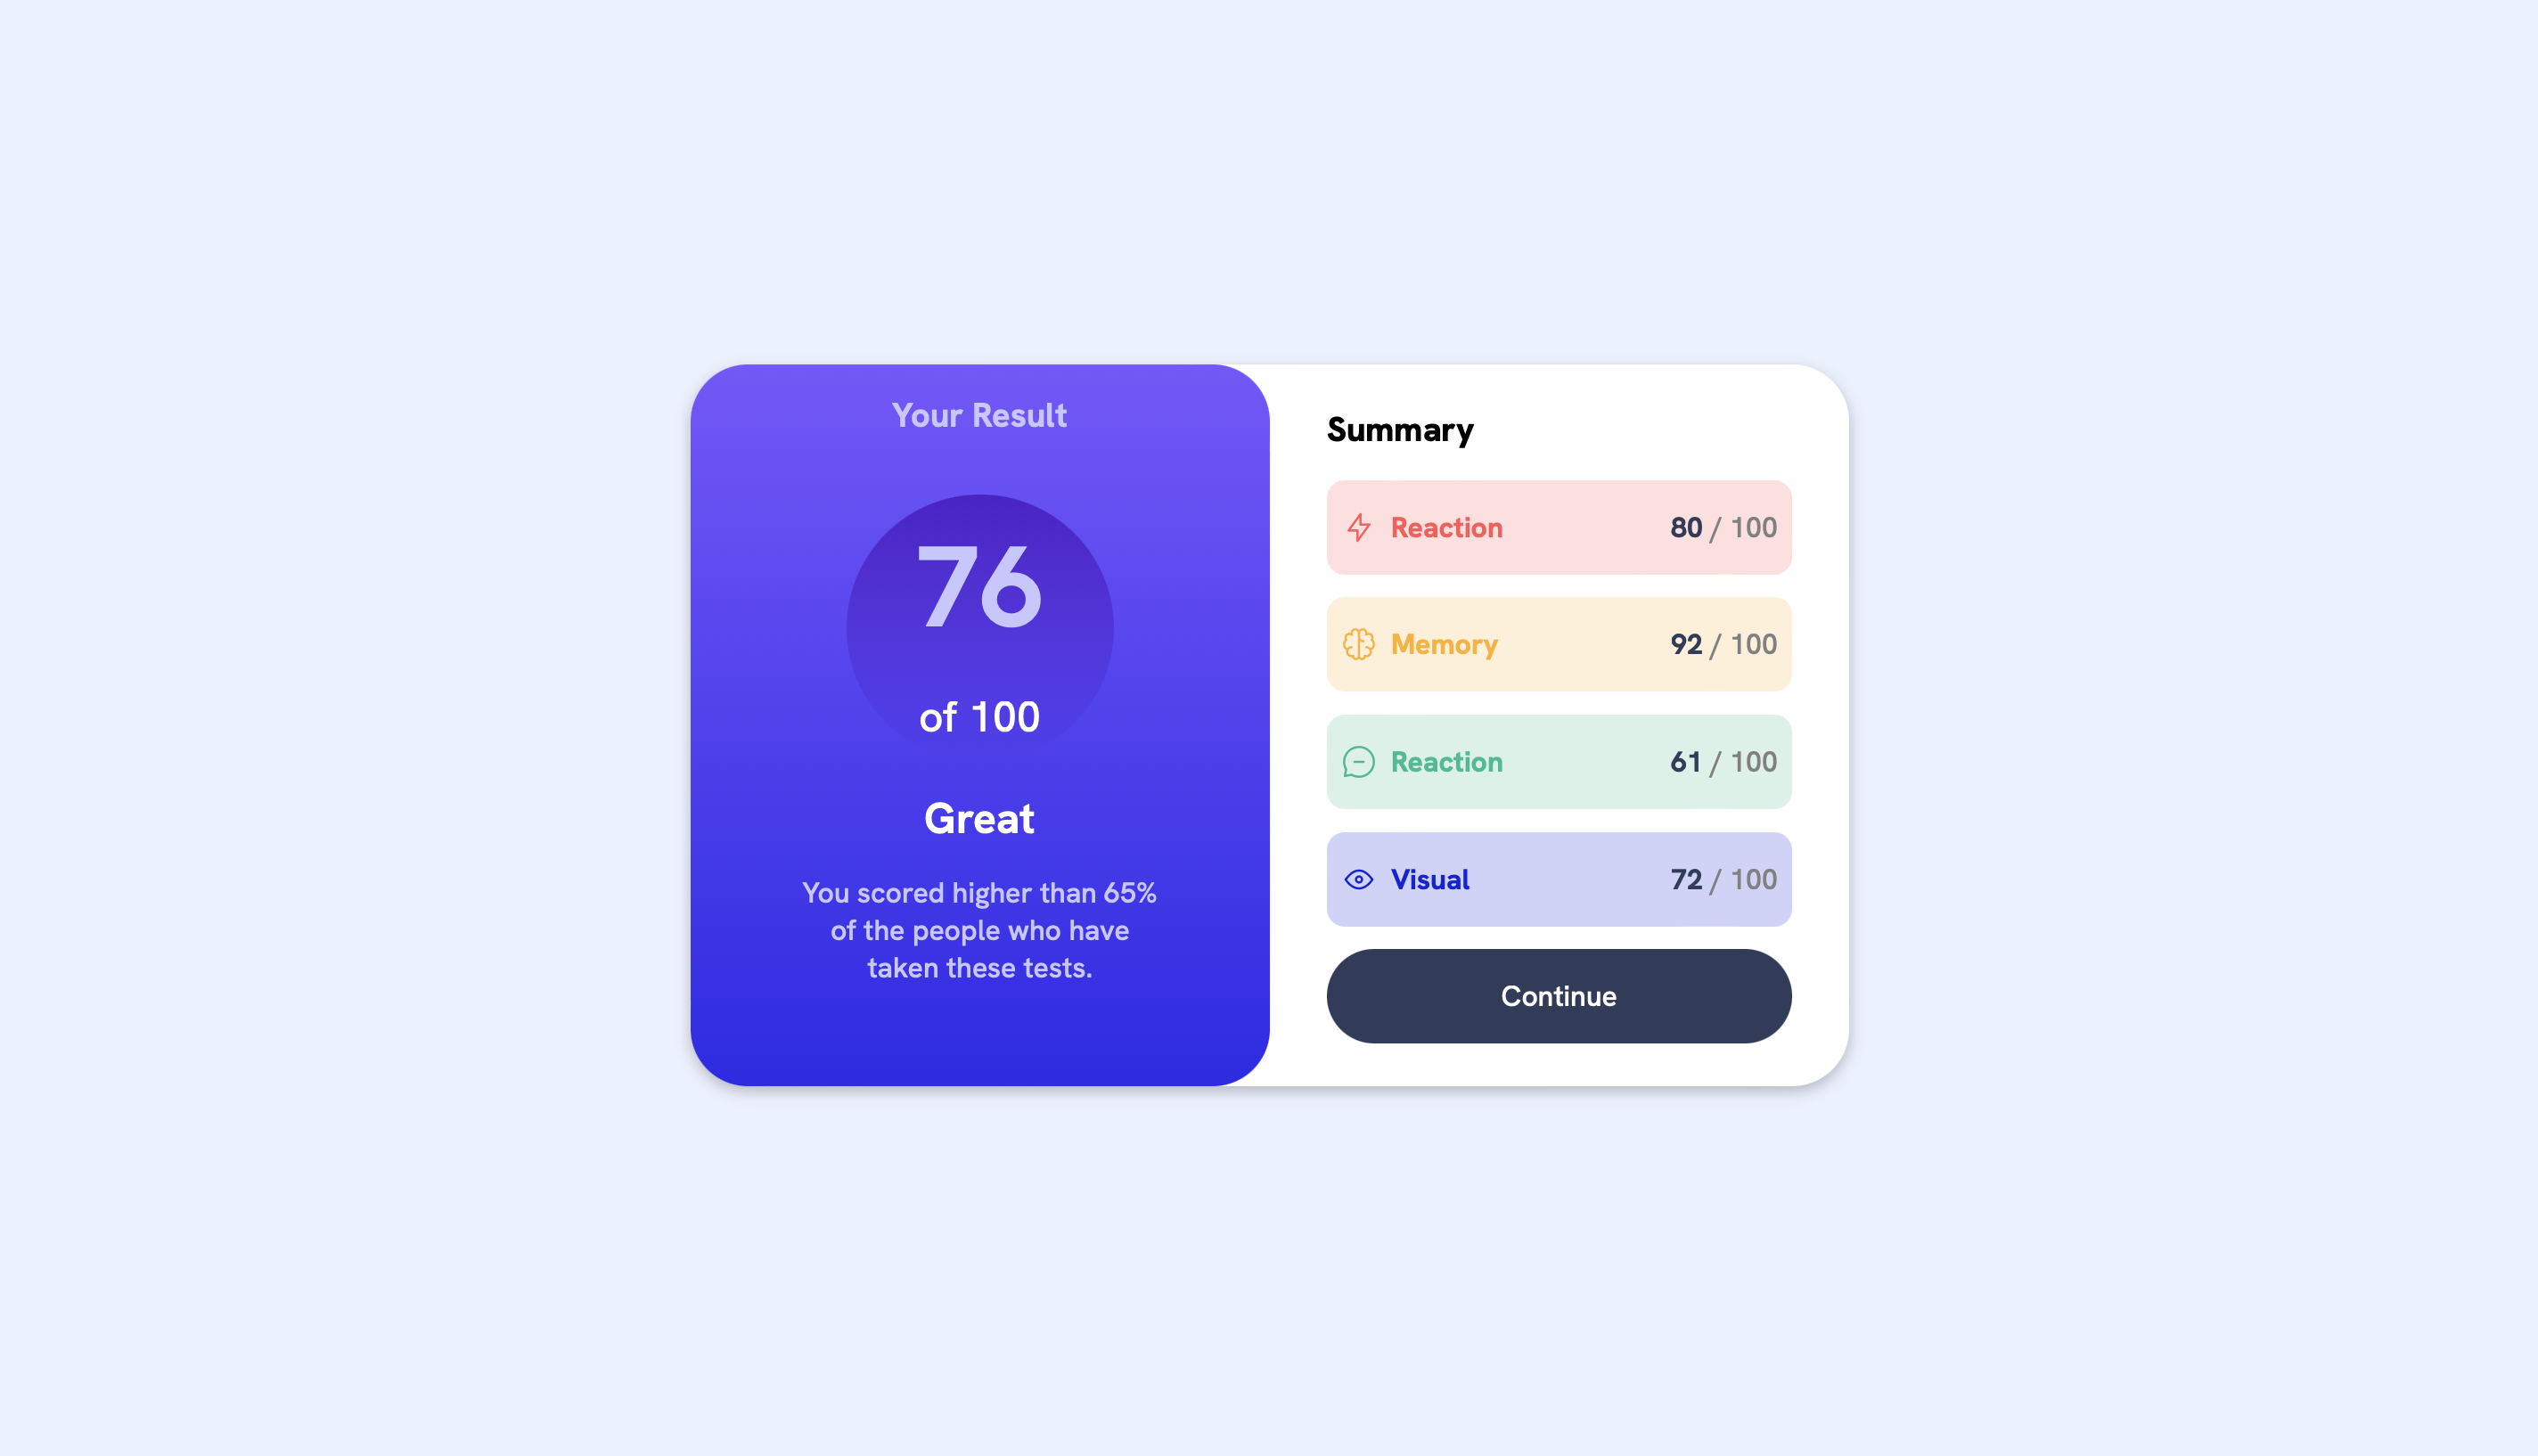 Your Result
76
of 100
Great
You scored higher than 65%
of the people who have
taken these tests.
Summary
Reaction 80 / 100
Memory 92 / 100
Reaction 61 / 100
Visual 72 / 100
Continue